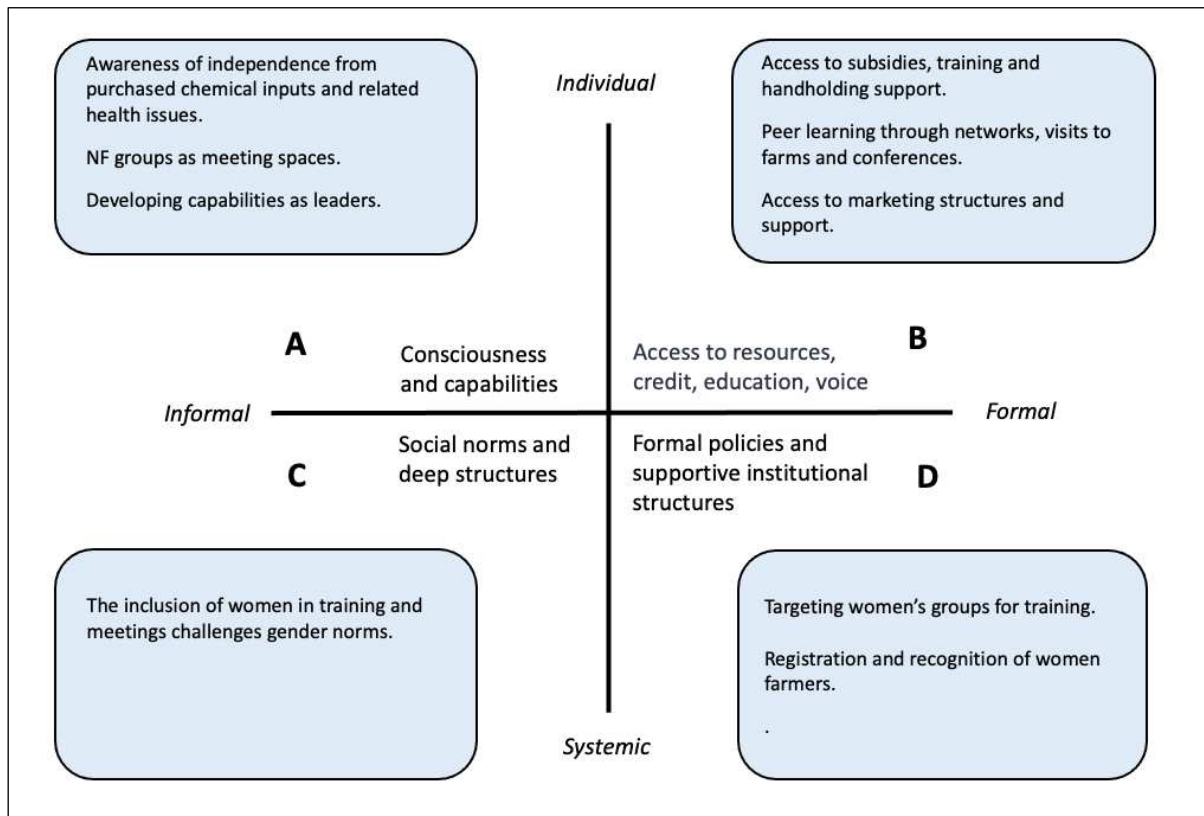 Awareness of independence from
purchased chemical inputs and related
health issues.
NF groups as meeting spaces.
Developing capabilities as leaders.
Individual
Access to subsidies, training and
handholding support.
Peer learning through networks, visits to
farms and conferences.
Access to marketing structures and
support.
A
Consciousness
and capabilities
Access to resources,
credit, education, voice
B
Informal
Formal
C
Social norms and
deep structures
Formal policies and
supportive institutional
structures
D
The inclusion of women in training and
meetings challenges gender norms.
Targeting women’s groups for training.
Registration and recognition of women
farmers.
.
Systemic